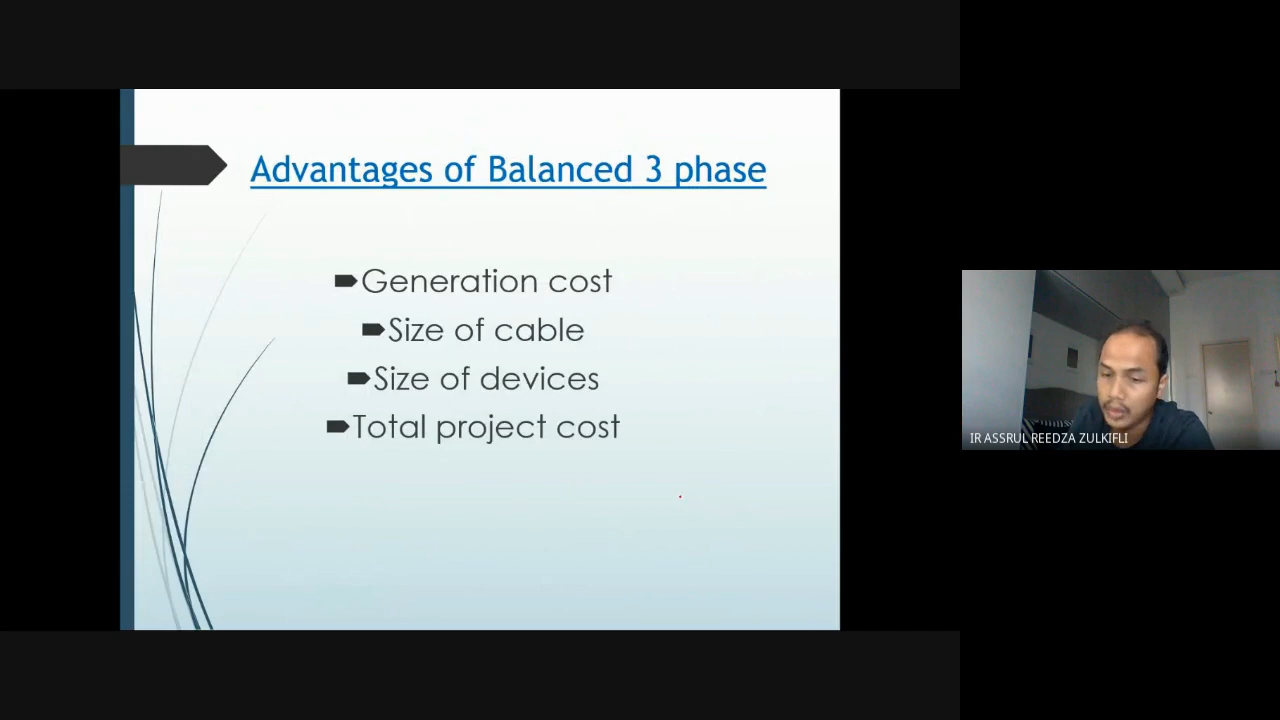 Advantages of Balanced 3 phase
Generation cost
Size of cable
Size of devices
Total project cost
IR ASSRUL REEDZA ZULKIFLI